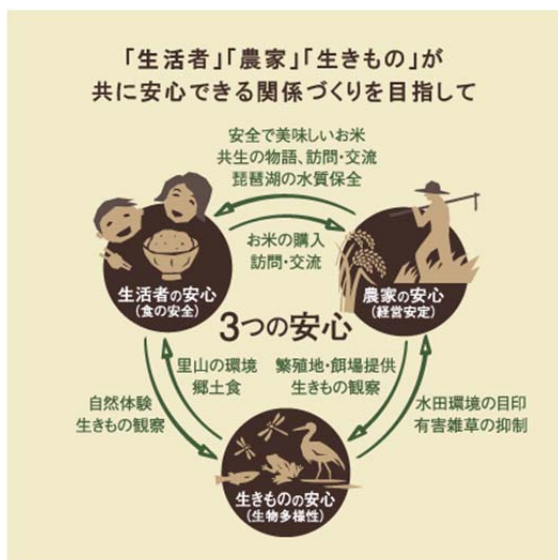 「生活者」「農家」「生きもの」が
共に安心できる関係づくりを目指して
安全で美味しいお米
共生の物語、訪問・交流
琵琶湖の水質保全
お米の購入
訪問・交流
生活者の安心
(食の安全)
農家の安心
(経営安定)
3つの安心
里山の環境
郷土食
繁殖地・餌場提供
生きもの観察
自然体験
生きもの観察
水田環境の目印
有害雑草の抑制
生きものの安心
(生物多様性)